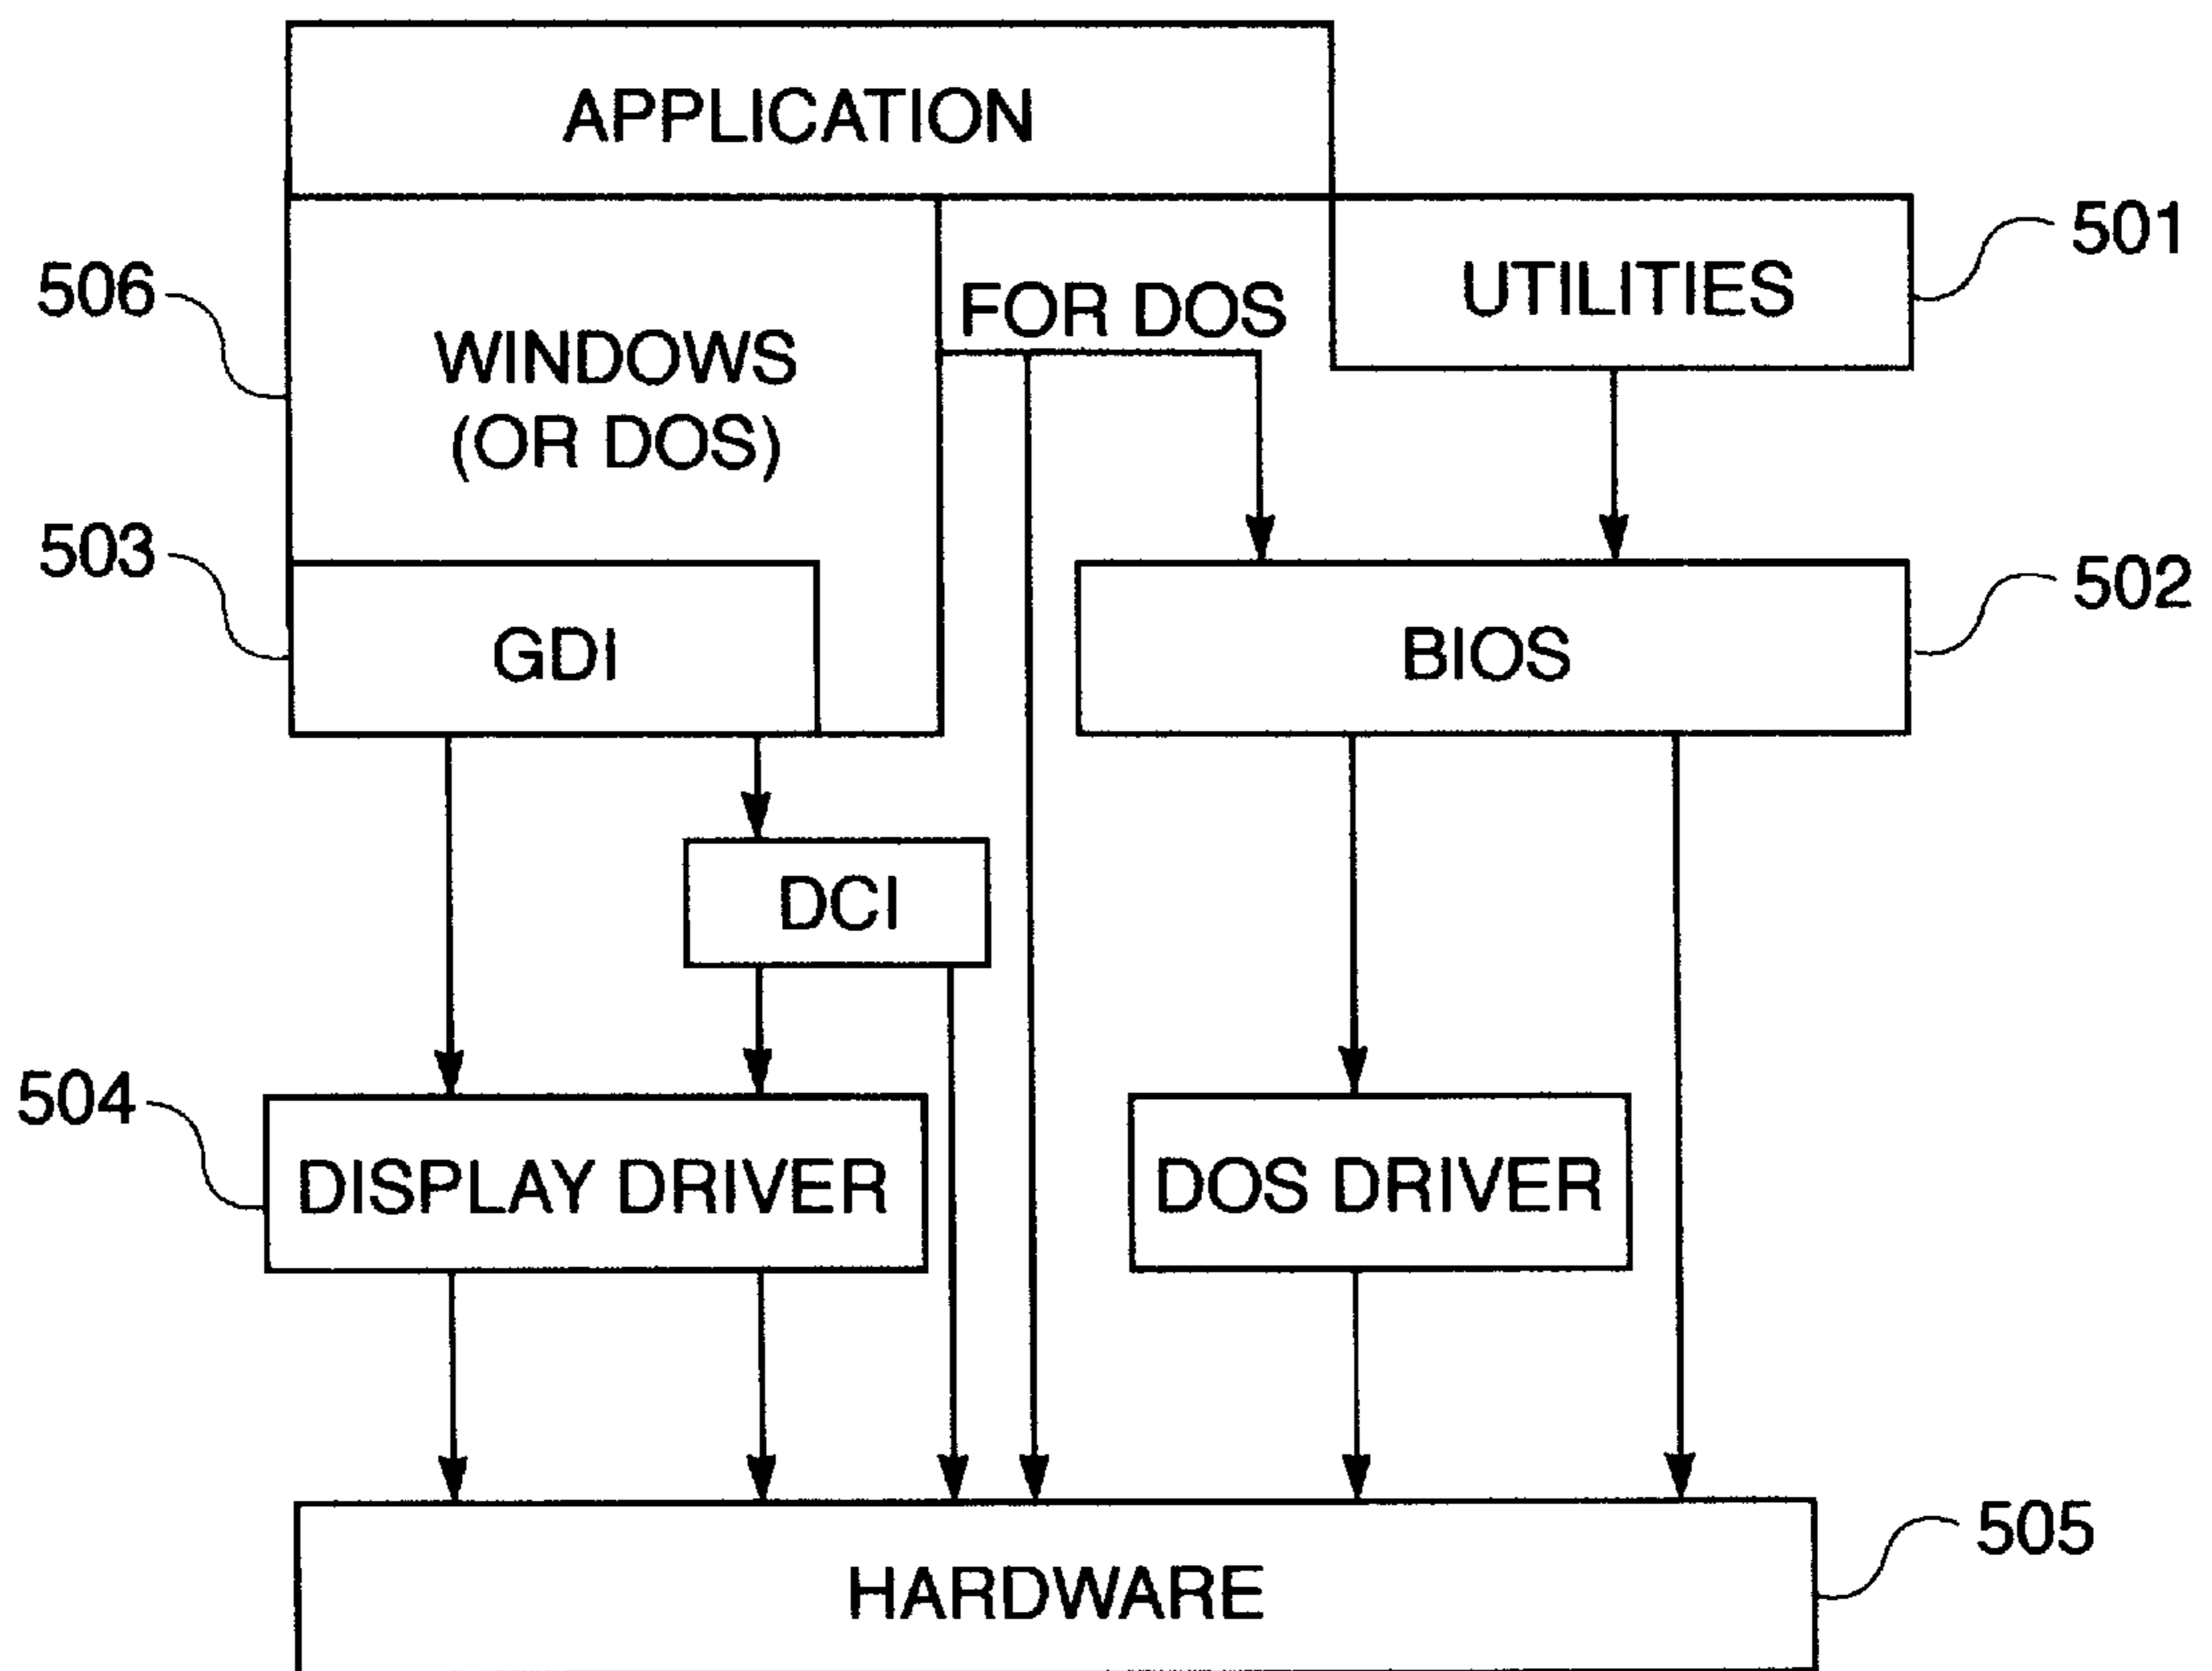 APPLICATION
501
UTILITIES
506
FOR DOS
WINDOWS
(OR DOS)
503
502
GDI
BIOS
DCI
504
DISPLAY DRIVER
DOS DRIVER
505
HARDWARE